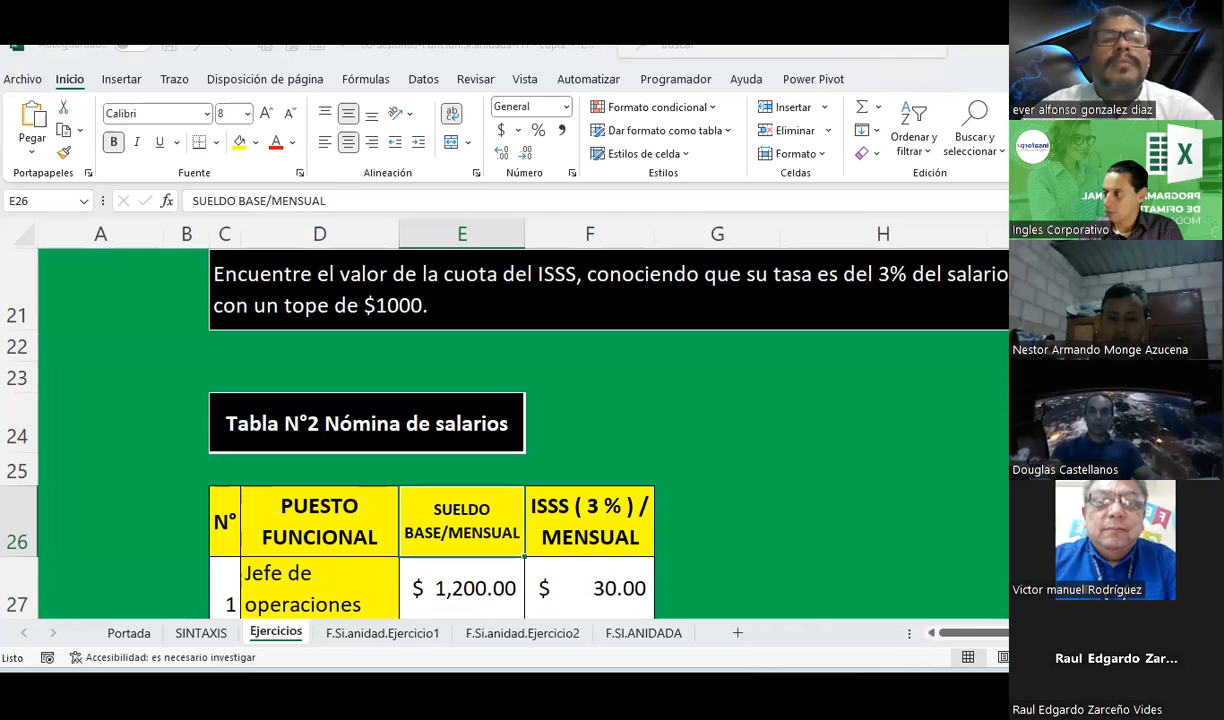 Autoguardado
Buscar
Archivo Inicio Insertar Trazo Disposición de página Fórmulas Datos Revisar Vista Automatizar Programador Ayuda Power Pivot
Pegar
Calibri 8
N K S
General
$ %
Formato condicional
Dar formato como tabla
Estilos de celda
Insertar
Eliminar
Formato
Ordenar y filtrar
Buscar y seleccionar
Portapapeles Fuente Alineación Número Estilos Celdas Edición
E26 fx SUELDO BASE/MENSUAL
A B C D E F G H
21
22
23
24
25
26
27
Encuentre el valor de la cuota del ISSS, conociendo que su tasa es del 3% del salario
con un tope de $1000.
Tabla N°2 Nómina de salarios
N° PUESTO FUNCIONAL SUELDO BASE/MENSUAL ISSS ( 3 % ) / MENSUAL
1 Jefe de operaciones $ 1,200.00 $ 30.00
Portada SINTAXIS Ejercicios F.Si.anidad.Ejercicio1 F.Si.anidad.Ejercicio2 F.SI.ANIDADA
Listo Accesibilidad: es necesario investigar
ever alfonso gonzalez diaz
Insaforp
Ingles Corporativo
Nestor Armando Monge Azucena
Douglas Castellanos
Victor manuel Rodríguez
Raul Edgardo Zar...
Raul Edgardo Zarceño Vides